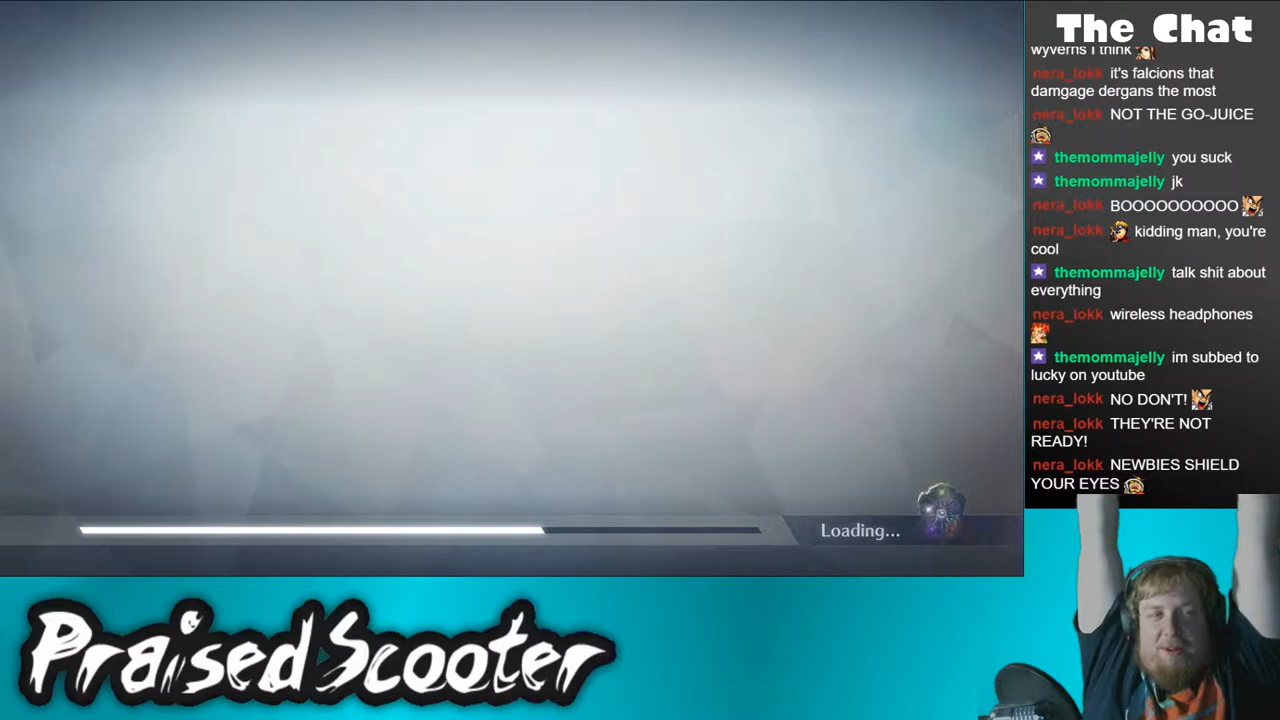 The Chat
wyverns I think
nera_lokk it's falcions that
damgage dergans the most
nera_lokk NOT THE GO-JUICE
themommajelly you suck
themommajelly jk
nera_lokk BOOOOOOOOOO
nera_lokk kidding man, you're
cool
themommajelly talk shit about
everything
nera_lokk wireless headphones
themommajelly im subbed to
lucky on youtube
nera_lokk NO DON'T!
nera_lokk THEY'RE NOT
READY!
nera_lokk NEWBIES SHIELD
YOUR EYES
Loading...
PraisedScooter